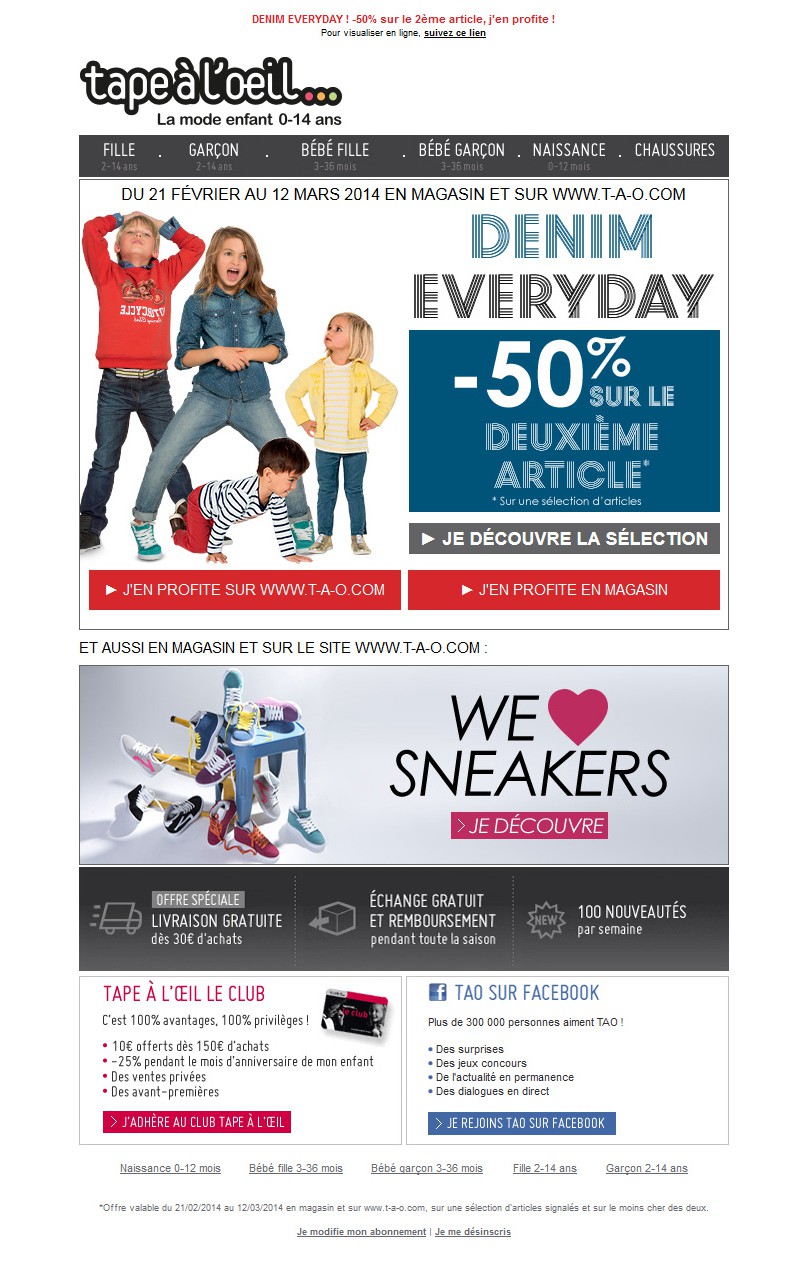 DENIM EVERYDAY ! -50% sur le 2ème article, j'en profite !
Pour visualiser en ligne, suivez ce lien
tape à l'œil...
La mode enfant 0-14 ans
FILLE . GARÇON . BÉBÉ FILLE . BÉBÉ GARÇON . NAISSANCE . CHAUSSURES
2-14 ans 2-14 ans 3-36 mois 3-36 mois 0-12 mois
DU 21 FÉVRIER AU 12 MARS 2014 EN MAGASIN ET SUR WWW.T-A-O.COM
DENIM
EVERYDAY
MOTORCYCLE
-50%
SUR LE
DEUXIÈME
ARTICLE*
* Sur une sélection d'articles
► JE DÉCOUVRE LA SÉLECTION
► J'EN PROFITE SUR WWW.T-A-O.COM
► J'EN PROFITE EN MAGASIN
ET AUSSI EN MAGASIN ET SUR LE SITE WWW.T-A-O.COM :
WE
SNEAKERS
> JE DÉCOUVRE
OFFRE SPÉCIALE
LIVRAISON GRATUITE
dès 30€ d'achats
ÉCHANGE GRATUIT
ET REMBOURSEMENT
pendant toute la saison
NEW
100 NOUVEAUTÉS
par semaine
TAPE À L'ŒIL LE CLUB
le club
C'est 100% avantages, 100% privilèges !
• 10€ offerts dès 150€ d'achats
• -25% pendant le mois d'anniversaire de mon enfant
• Des ventes privées
• Des avant-premières
> J'ADHÈRE AU CLUB TAPE À L'ŒIL
f TAO SUR FACEBOOK
Plus de 300 000 personnes aiment TAO !
• Des surprises
• Des jeux concours
• De l'actualité en permanence
• Des dialogues en direct
> JE REJOINS TAO SUR FACEBOOK
Naissance 0-12 mois Bébé fille 3-36 mois Bébé garçon 3-36 mois Fille 2-14 ans Garçon 2-14 ans
*Offre valable du 21/02/2014 au 12/03/2014 en magasin et sur www.t-a-o.com, sur une sélection d'articles signalés et sur le moins cher des deux.
Je modifie mon abonnement | Je me désinscris